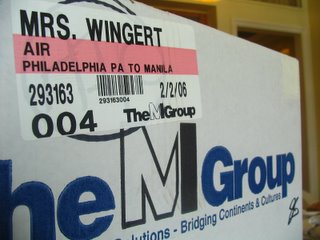 MRS. WINGERT
AIR
PHILADELPHIA PA TO MANILA
293163 2/2/06
293163004
004 The M Group
The M Group
Solutions - Bridging Continents & Cultures